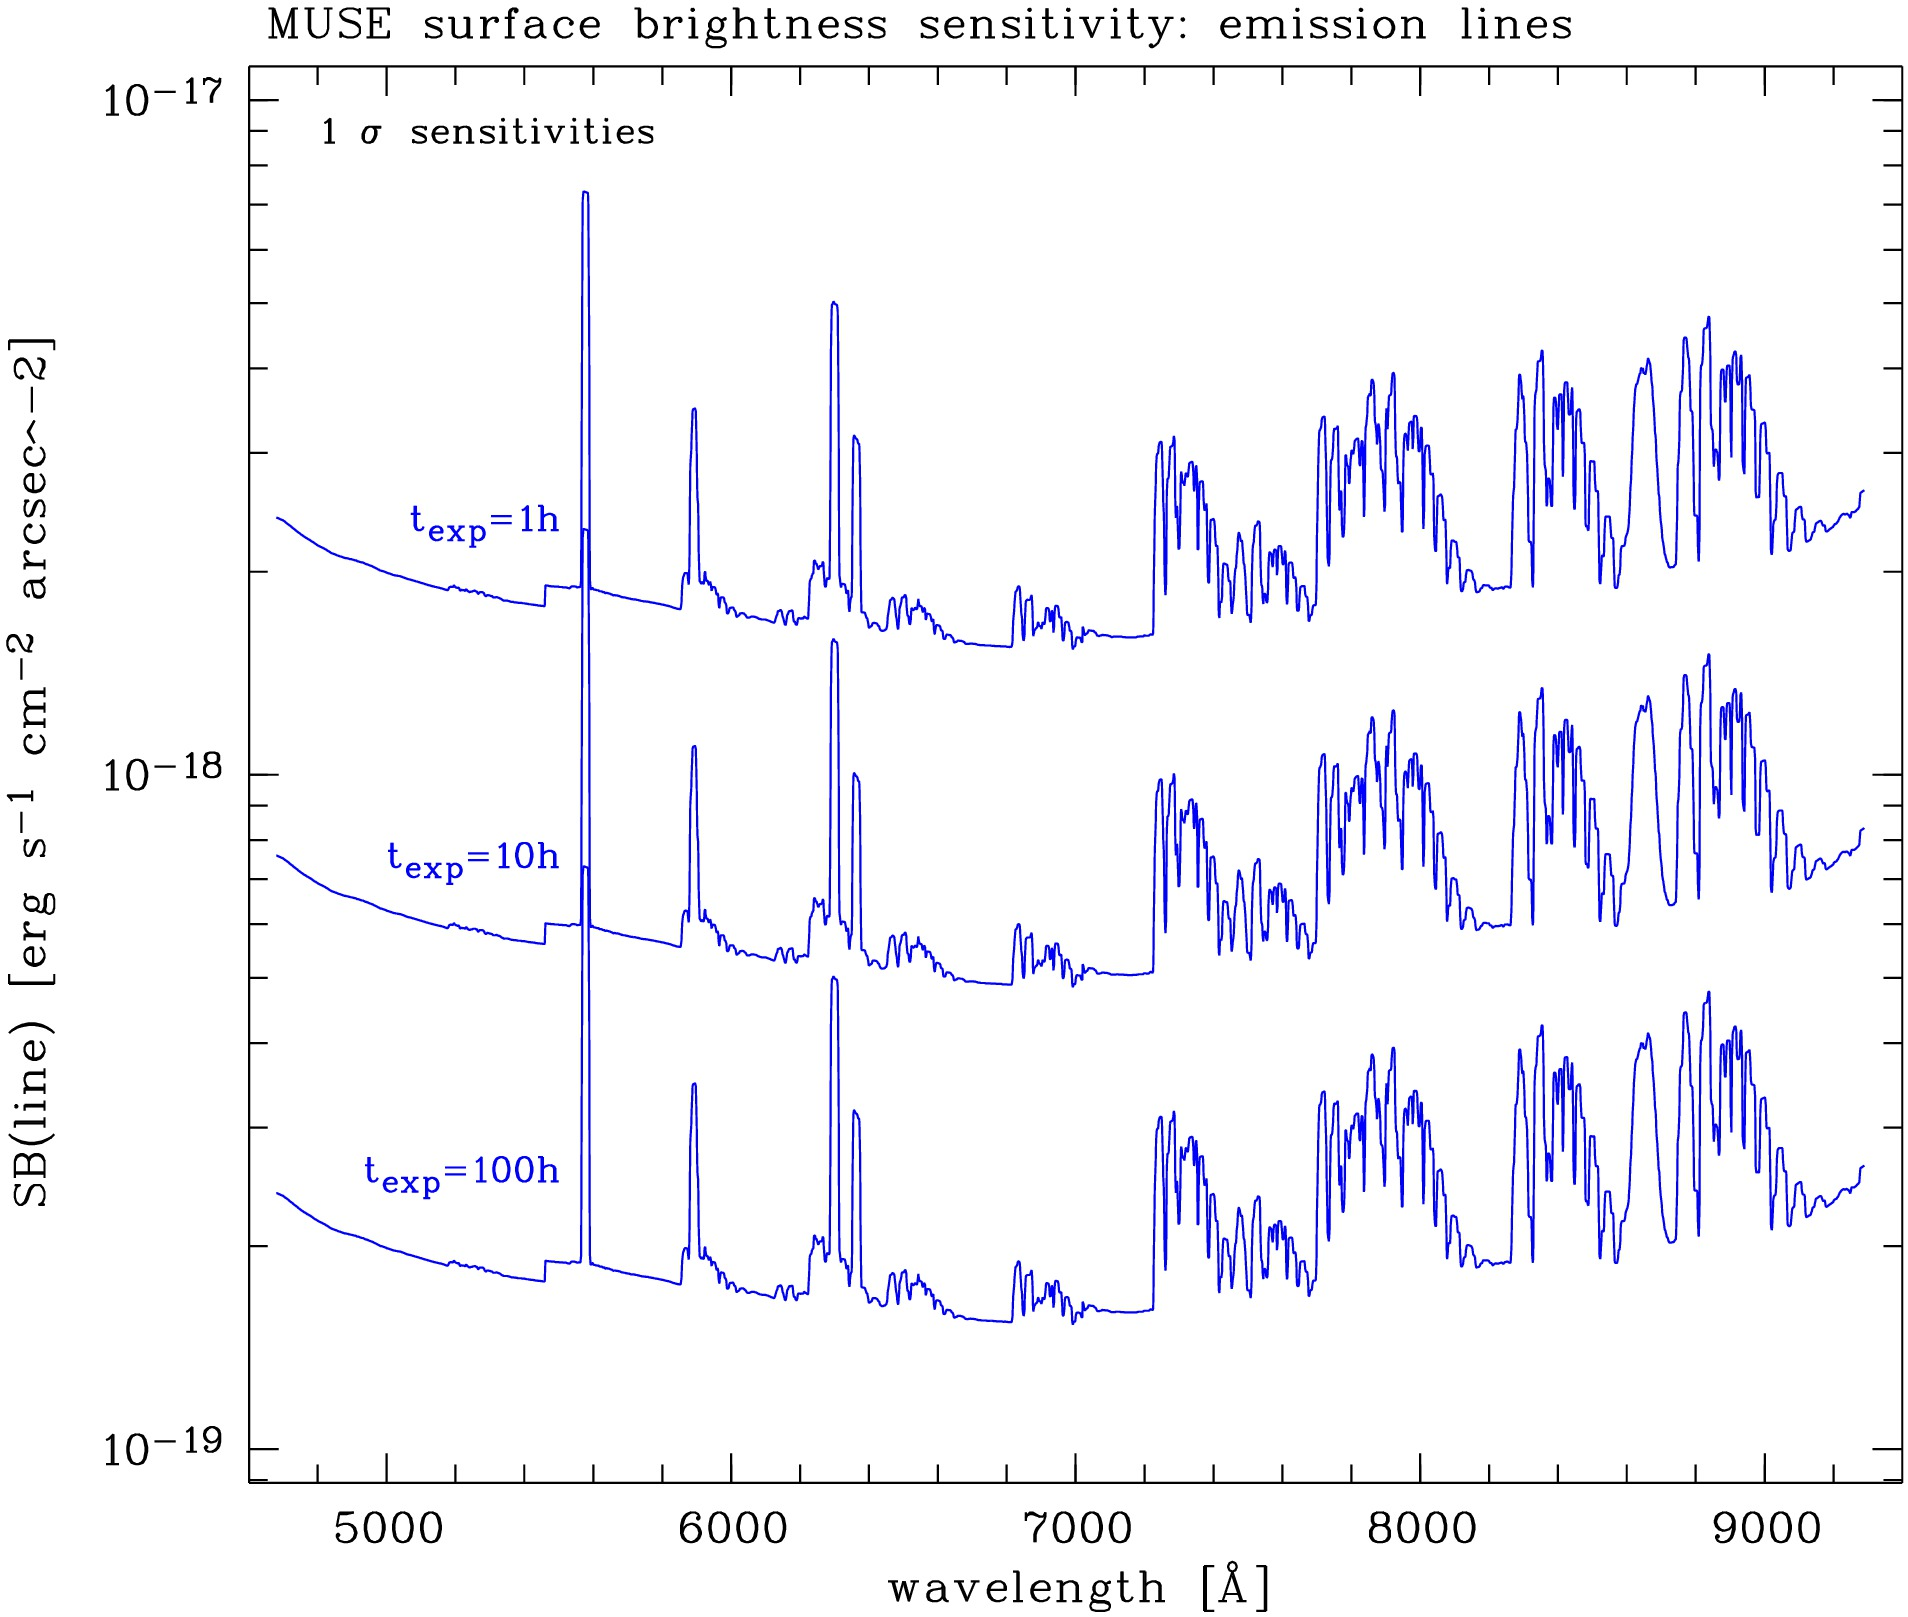 MUSE surface brightness sensitivity: emission lines
10−17
1 σ sensitivities
t_exp=1h
10−18
t_exp=10h
t_exp=100h
10−19
SB(line) [erg s−1 cm−2 arcsec<−2]
5000 6000 7000 8000 9000
wavelength [Å]